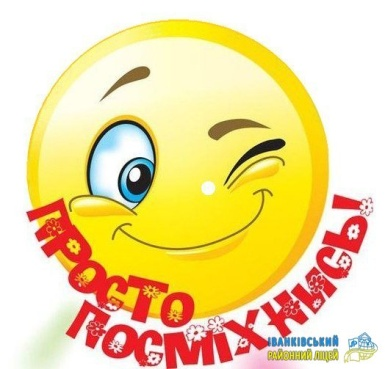 ПРОСТО
ПОСМІХНИСЬ!
ІВАНКІВСЬКИЙ
РАЙОННИЙ ЛІЦЕЙ